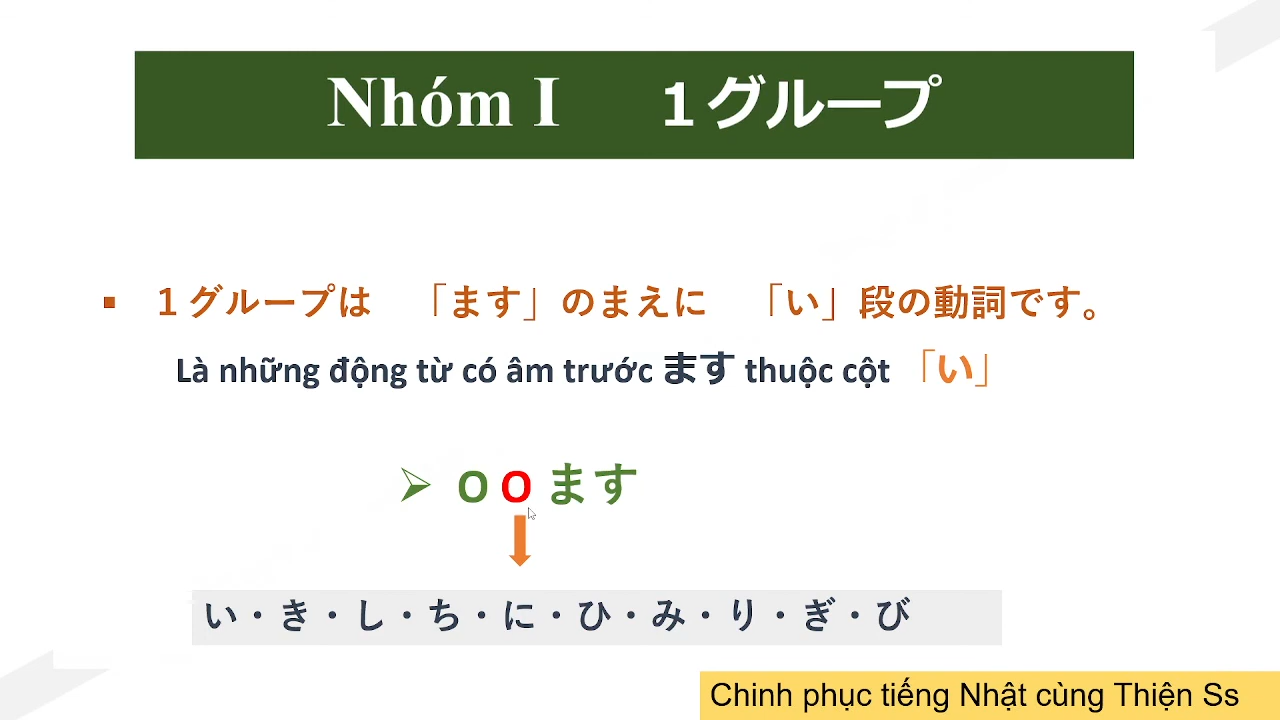 Nhóm I １グループ
▪ １グループは 「ます」のまえに 「い」段の動詞です。
Là những động từ có âm trước ます thuộc cột 「い」
➢ O O ます
い・き・し・ち・に・ひ・み・り・ぎ・び
Chinh phục tiếng Nhật cùng Thiện Ss